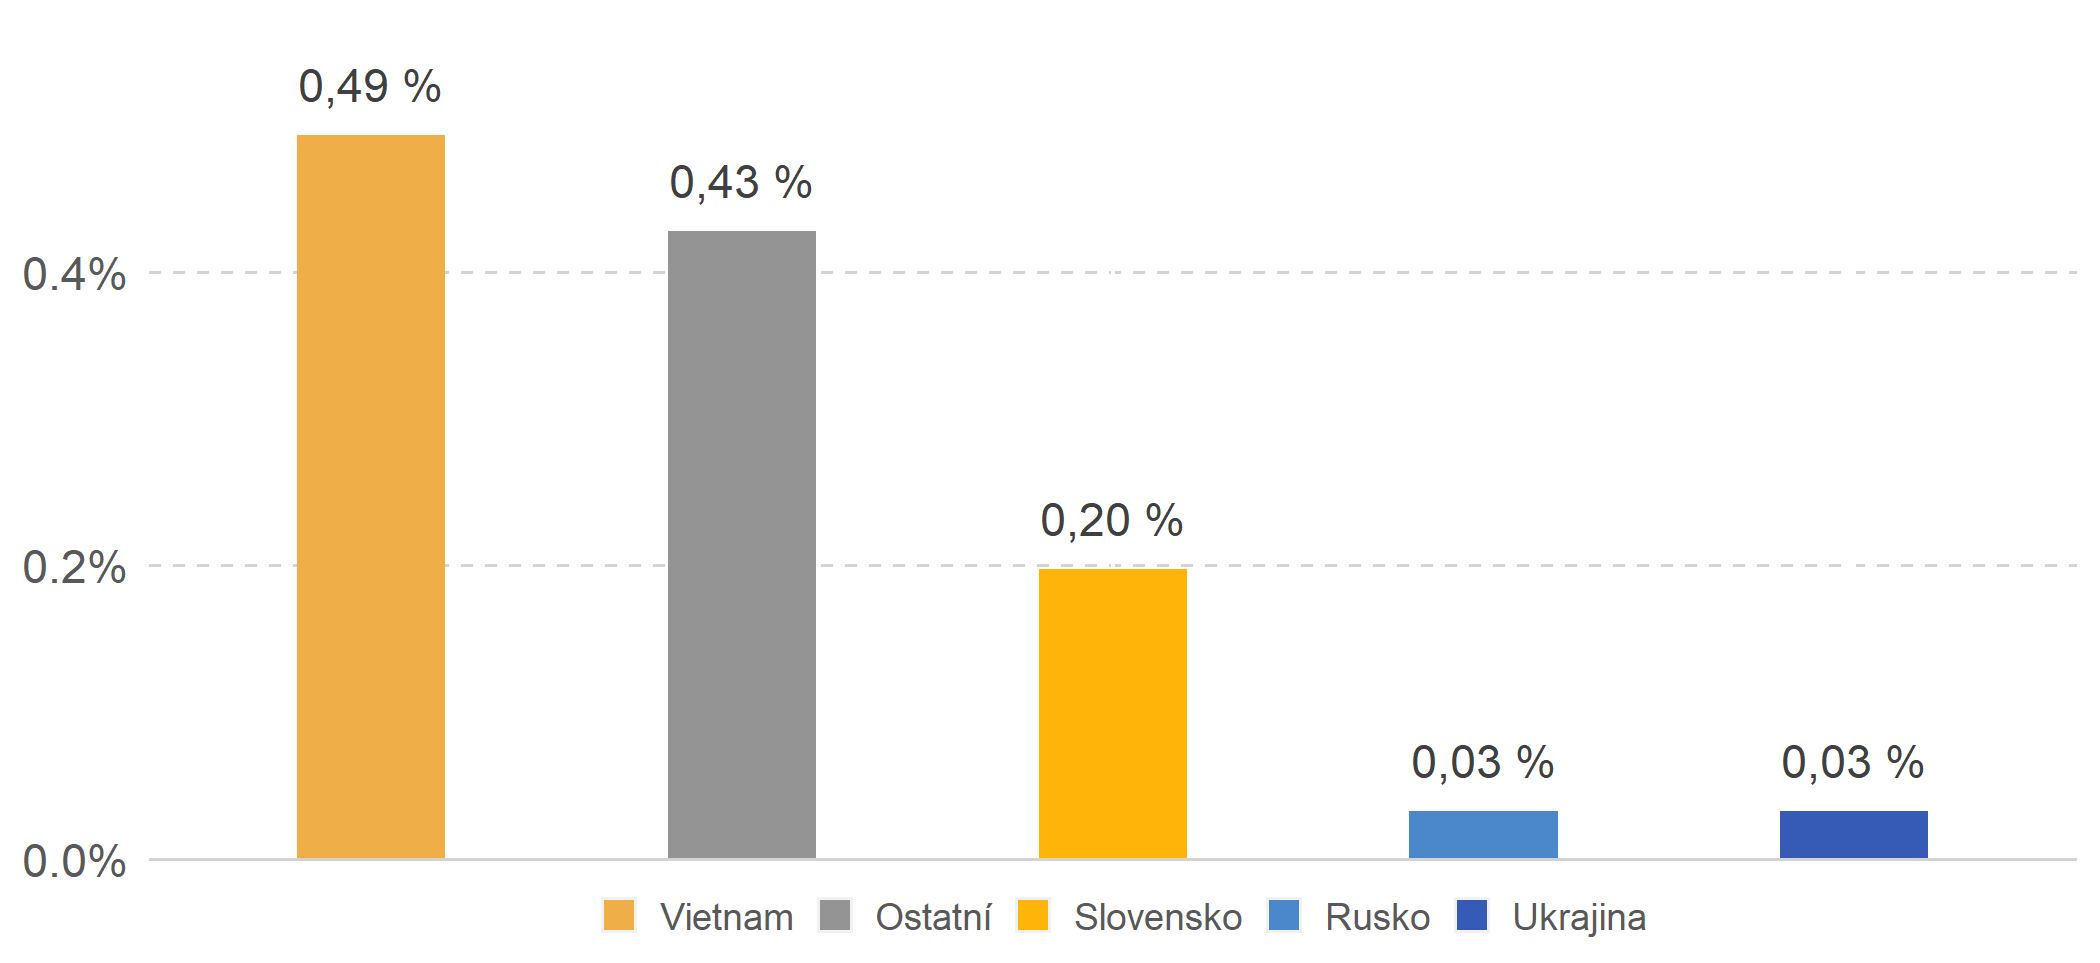 0,49 %
0,43 %
0.4%
0,20 %
0.2%
0,03 %
0,03 %
0.0%
Vietnam
Ostatní
Slovensko
Rusko
Ukrajina